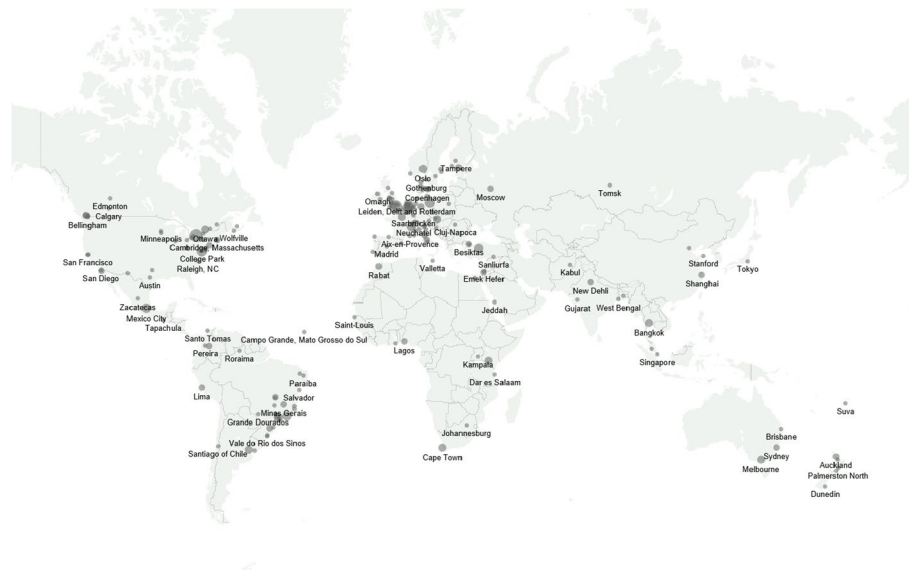 Tampere
Oslo
Gothenburg
Copenhagen
Moscow
Tomsk
Omagh
Leiden, Delft and Rotterdam
Saarbrücken
Neuchatel
Cluj-Napoca
Aix-en-Provence
Madrid
Besiktas
Edmonton
Calgary
Bellingham
Minneapolis
Ottawa
Wolfville
Cambridge, Massachusetts
College Park
Raleigh, NC
San Francisco
San Diego
Austin
Zacatecas
Mexico City
Tapachula
Rabat
Valletta
Sanliurfa
Emek Hefer
Kabul
New Dehli
Gujarat
West Bengal
Stanford
Tokyo
Shanghai
Jeddah
Saint-Louis
Santo Tomas
Campo Grande, Mato Grosso do Sul
Pereira
Roraima
Lagos
Kampala
Dar es Salaam
Bangkok
Singapore
Paraiba
Lima
Salvador
Minas Gerais
Grande Dourados
Vale do Rio dos Sinos
Santiago of Chile
Johannesburg
Cape Town
Suva
Brisbane
Sydney
Melbourne
Auckland
Palmerston North
Dunedin